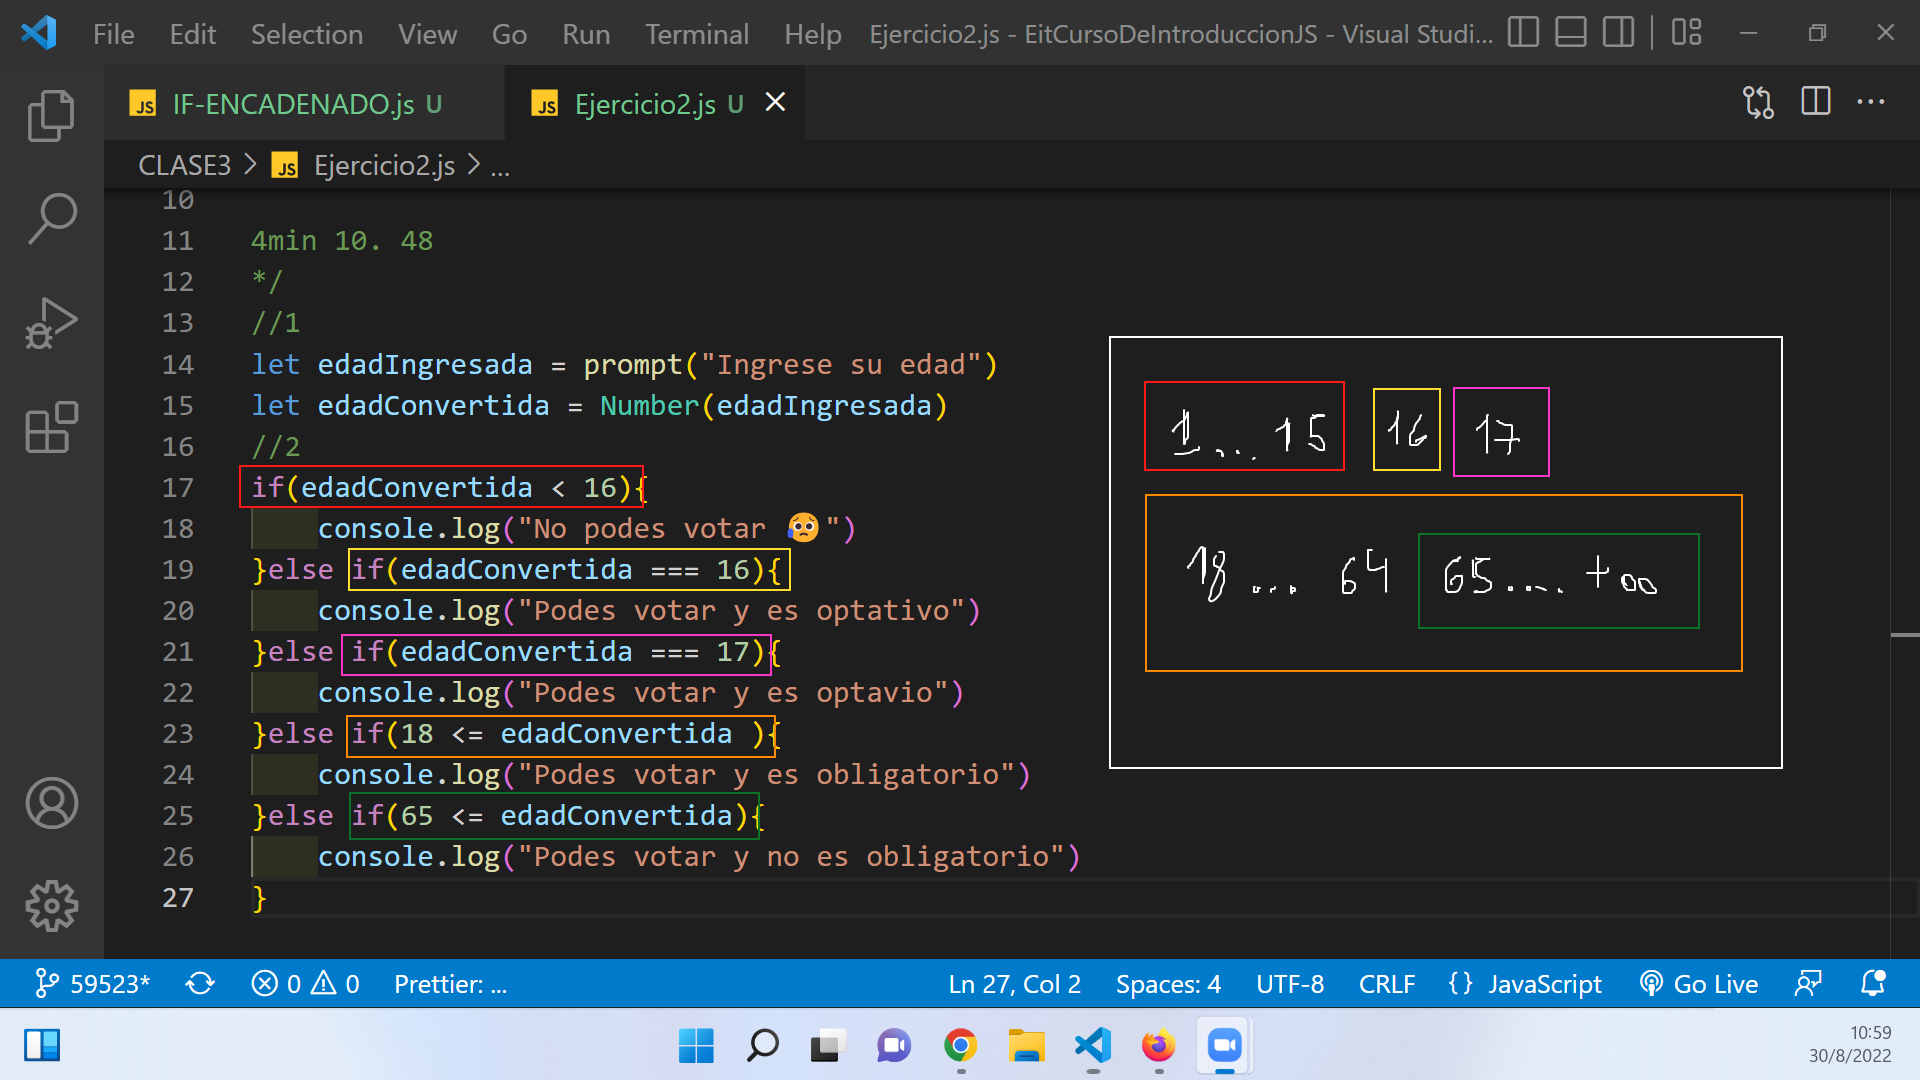 File Edit Selection View Go Run Terminal Help Ejercicio2.js - EitCursoDeIntroduccionJS - Visual Studi...
JS IF-ENCADENADO.js U JS Ejercicio2.js U
CLASE3 > JS Ejercicio2.js > ...
10
11 4min 10. 48
12 */
13 //1
14 let edadIngresada = prompt("Ingrese su edad")
15 let edadConvertida = Number(edadIngresada)
16 //2
17 if(edadConvertida < 16){
18 console.log("No podes votar 😥")
19 }else if(edadConvertida === 16){
20 console.log("Podes votar y es optativo")
21 }else if(edadConvertida === 17){
22 console.log("Podes votar y es optavio")
23 }else if(18 <= edadConvertida ){
24 console.log("Podes votar y es obligatorio")
25 }else if(65 <= edadConvertida){
26 console.log("Podes votar y no es obligatorio")
27 }
1 ... 15 16 17
18 ... 64 65 .... +∞
59523* 0 0 Prettier: ... Ln 27, Col 2 Spaces: 4 UTF-8 CRLF {} JavaScript Go Live
10:59
30/8/2022